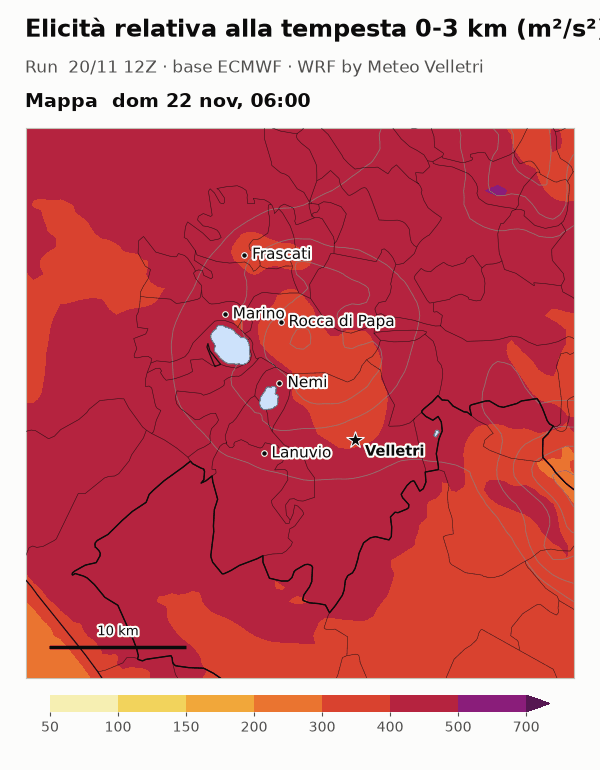 Elicità relativa alla tempesta 0-3 km (m²/s²)
Run 20/11 12Z · base ECMWF · WRF by Meteo Velletri
Mappa dom 22 nov, 06:00
Frascati
Marino
Rocca di Papa
Nemi
Velletri
Lanuvio
10 km
50 100 150 200 300 400 500 700